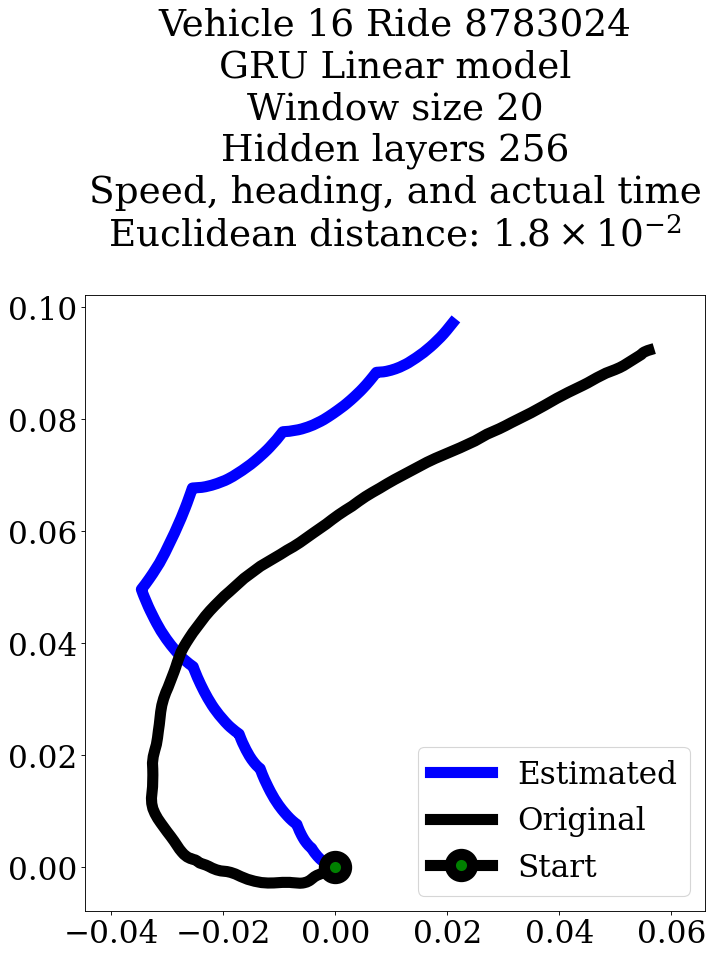 Vehicle 16 Ride 8783024
GRU Linear model
Window size 20
Hidden layers 256
Speed, heading, and actual time
Euclidean distance: 1.8 × 10⁻²
0.10
0.08
0.06
0.04
0.02
0.00
Estimated
Original
Start
−0.04 −0.02 0.00 0.02 0.04 0.06